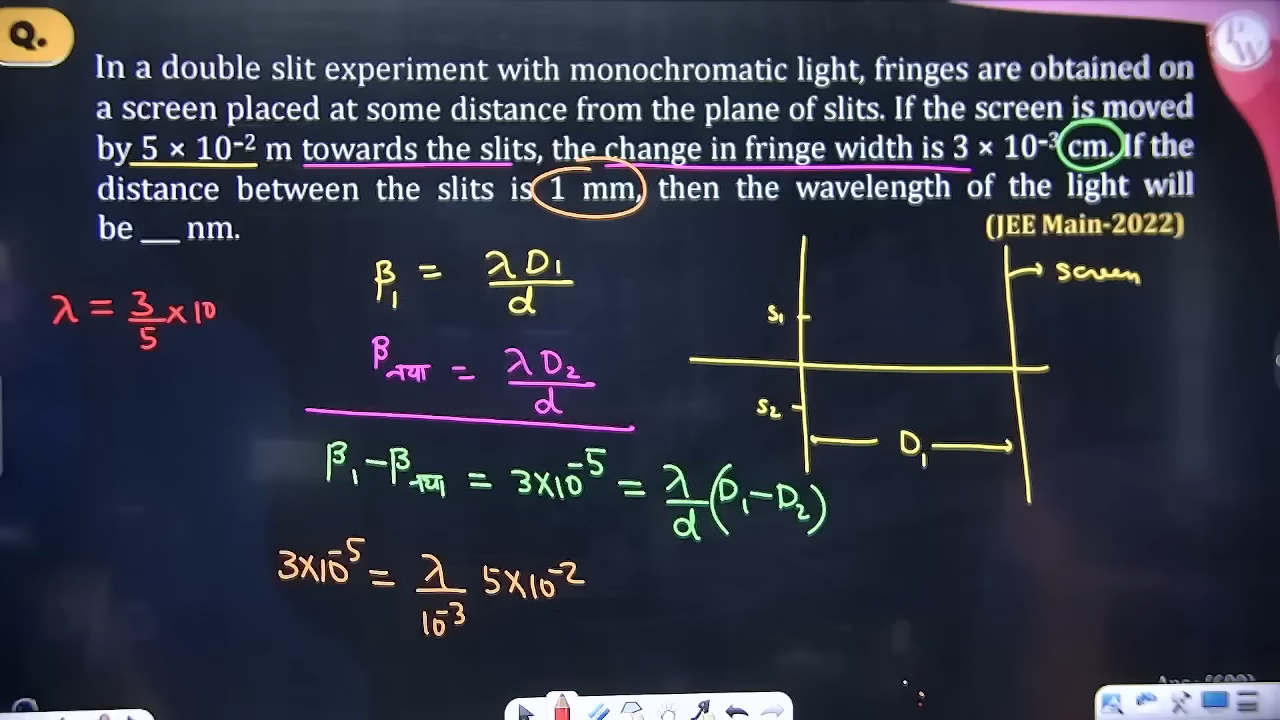 Q.
In a double slit experiment with monochromatic light, fringes are obtained on
a screen placed at some distance from the plane of slits. If the screen is moved
by 5 × 10⁻² m towards the slits, the change in fringe width is 3 × 10⁻³ cm. If the
distance between the slits is 1 mm, then the wavelength of the light will
be __ nm.
(JEE Main-2022)
PW
λ = 3/5 × 10
β₁ = λD₁/d
βनया = λD₂/d
β₁ - βनया = 3×10⁻⁵ = λ/d (D₁ - D₂)
3×10⁻⁵ = λ/10⁻³ 5×10⁻²
S₁
S₂
D₁
Screen